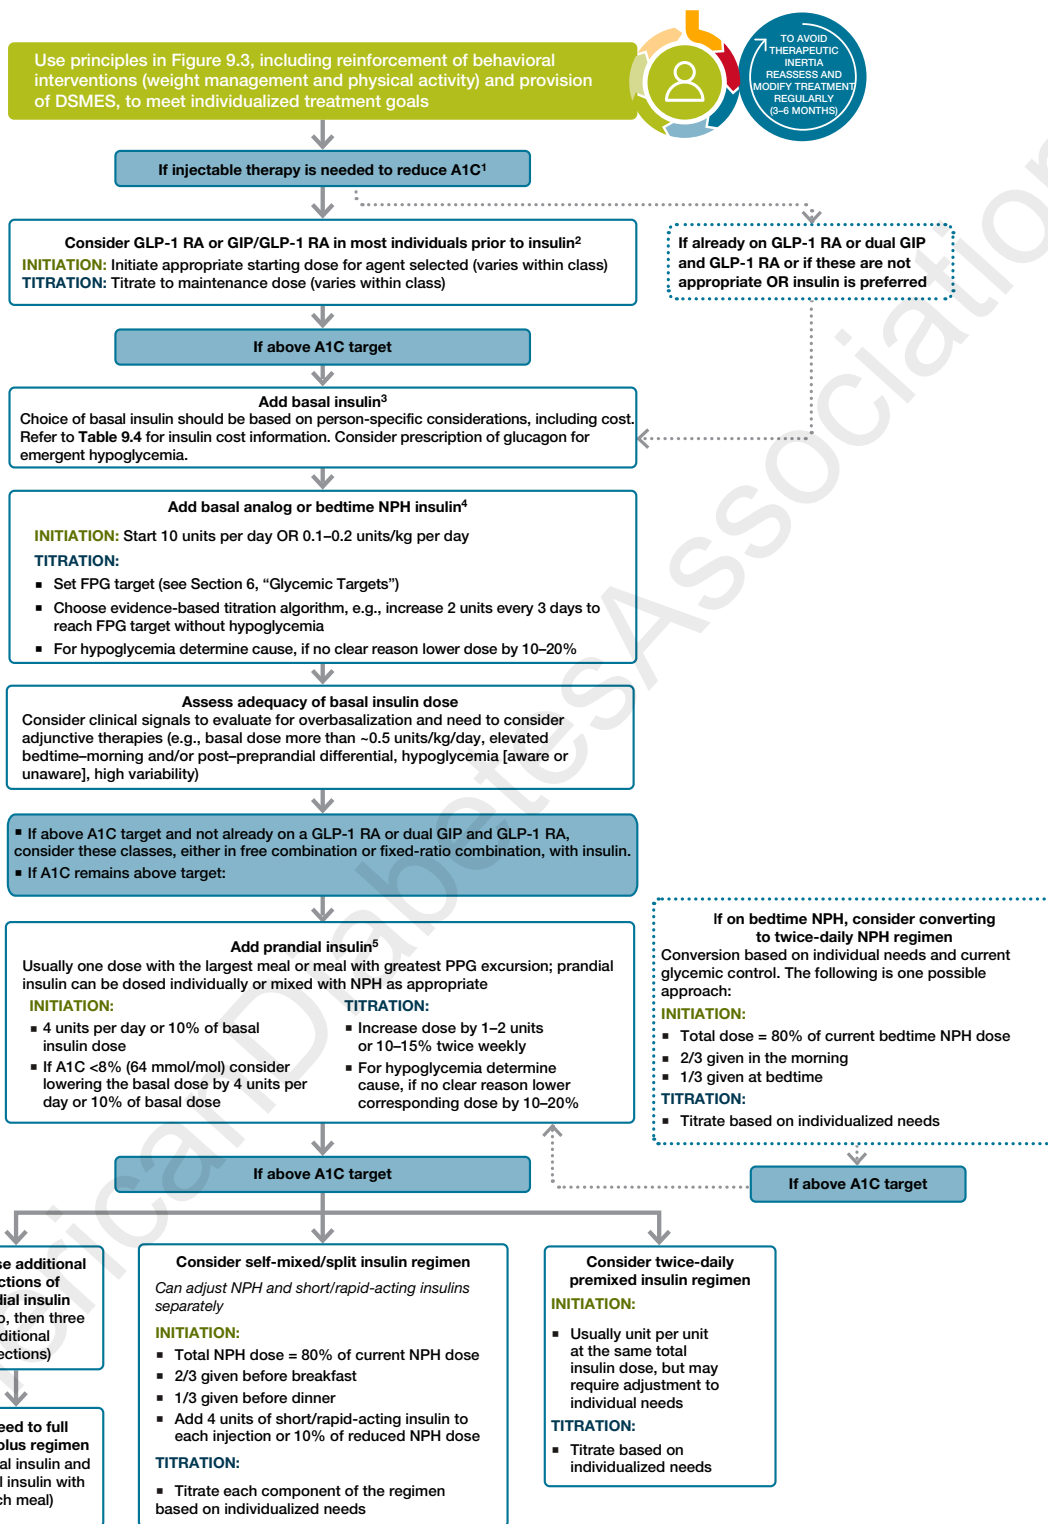 Use principles in Figure 9.3, including reinforcement of behavioral
interventions (weight management and physical activity) and provision
of DSMES, to meet individualized treatment goals
TO AVOID
THERAPEUTIC
INERTIA
REASSESS AND
MODIFY TREATMENT
REGULARLY
(3–6 MONTHS)
If injectable therapy is needed to reduce A1C¹
Consider GLP-1 RA or GIP/GLP-1 RA in most individuals prior to insulin²
INITIATION: Initiate appropriate starting dose for agent selected (varies within class)
TITRATION: Titrate to maintenance dose (varies within class)
If already on GLP-1 RA or dual GIP
and GLP-1 RA or if these are not
appropriate OR insulin is preferred
If above A1C target
Add basal insulin³
Choice of basal insulin should be based on person-specific considerations, including cost.
Refer to Table 9.4 for insulin cost information. Consider prescription of glucagon for
emergent hypoglycemia.
Add basal analog or bedtime NPH insulin⁴
INITIATION: Start 10 units per day OR 0.1–0.2 units/kg per day
TITRATION:
▪ Set FPG target (see Section 6, “Glycemic Targets”)
▪ Choose evidence-based titration algorithm, e.g., increase 2 units every 3 days to
reach FPG target without hypoglycemia
▪ For hypoglycemia determine cause, if no clear reason lower dose by 10–20%
Assess adequacy of basal insulin dose
Consider clinical signals to evaluate for overbasalization and need to consider
adjunctive therapies (e.g., basal dose more than ~0.5 units/kg/day, elevated
bedtime–morning and/or post–preprandial differential, hypoglycemia [aware or
unaware], high variability)
▪ If above A1C target and not already on a GLP-1 RA or dual GIP and GLP-1 RA,
consider these classes, either in free combination or fixed-ratio combination, with insulin.
▪ If A1C remains above target:
Add prandial insulin⁵
Usually one dose with the largest meal or meal with greatest PPG excursion; prandial
insulin can be dosed individually or mixed with NPH as appropriate
INITIATION:
▪ 4 units per day or 10% of basal
insulin dose
▪ If A1C <8% (64 mmol/mol) consider
lowering the basal dose by 4 units per
day or 10% of basal dose
TITRATION:
▪ Increase dose by 1–2 units
or 10–15% twice weekly
▪ For hypoglycemia determine
cause, if no clear reason lower
corresponding dose by 10–20%
If on bedtime NPH, consider converting
to twice-daily NPH regimen
Conversion based on individual needs and current
glycemic control. The following is one possible
approach:
INITIATION:
▪ Total dose = 80% of current bedtime NPH dose
▪ 2/3 given in the morning
▪ 1/3 given at bedtime
TITRATION:
▪ Titrate based on individualized needs
If above A1C target
If above A1C target
additional
of
insulin
then three
Consider self-mixed/split insulin regimen
Can adjust NPH and short/rapid-acting insulins
separately
INITIATION:
▪ Total NPH dose = 80% of current NPH dose
▪ 2/3 given before breakfast
▪ 1/3 given before dinner
▪ Add 4 units of short/rapid-acting insulin to
each injection or 10% of reduced NPH dose
TITRATION:
▪ Titrate each component of the regimen
based on individualized needs
Consider twice-daily
premixed insulin regimen
INITIATION:
▪ Usually unit per unit
at the same total
insulin dose, but may
require adjustment to
individual needs
TITRATION:
▪ Titrate based on
individualized needs
to full
regimen
insulin and
insulin with
meal)
Diabetes Association